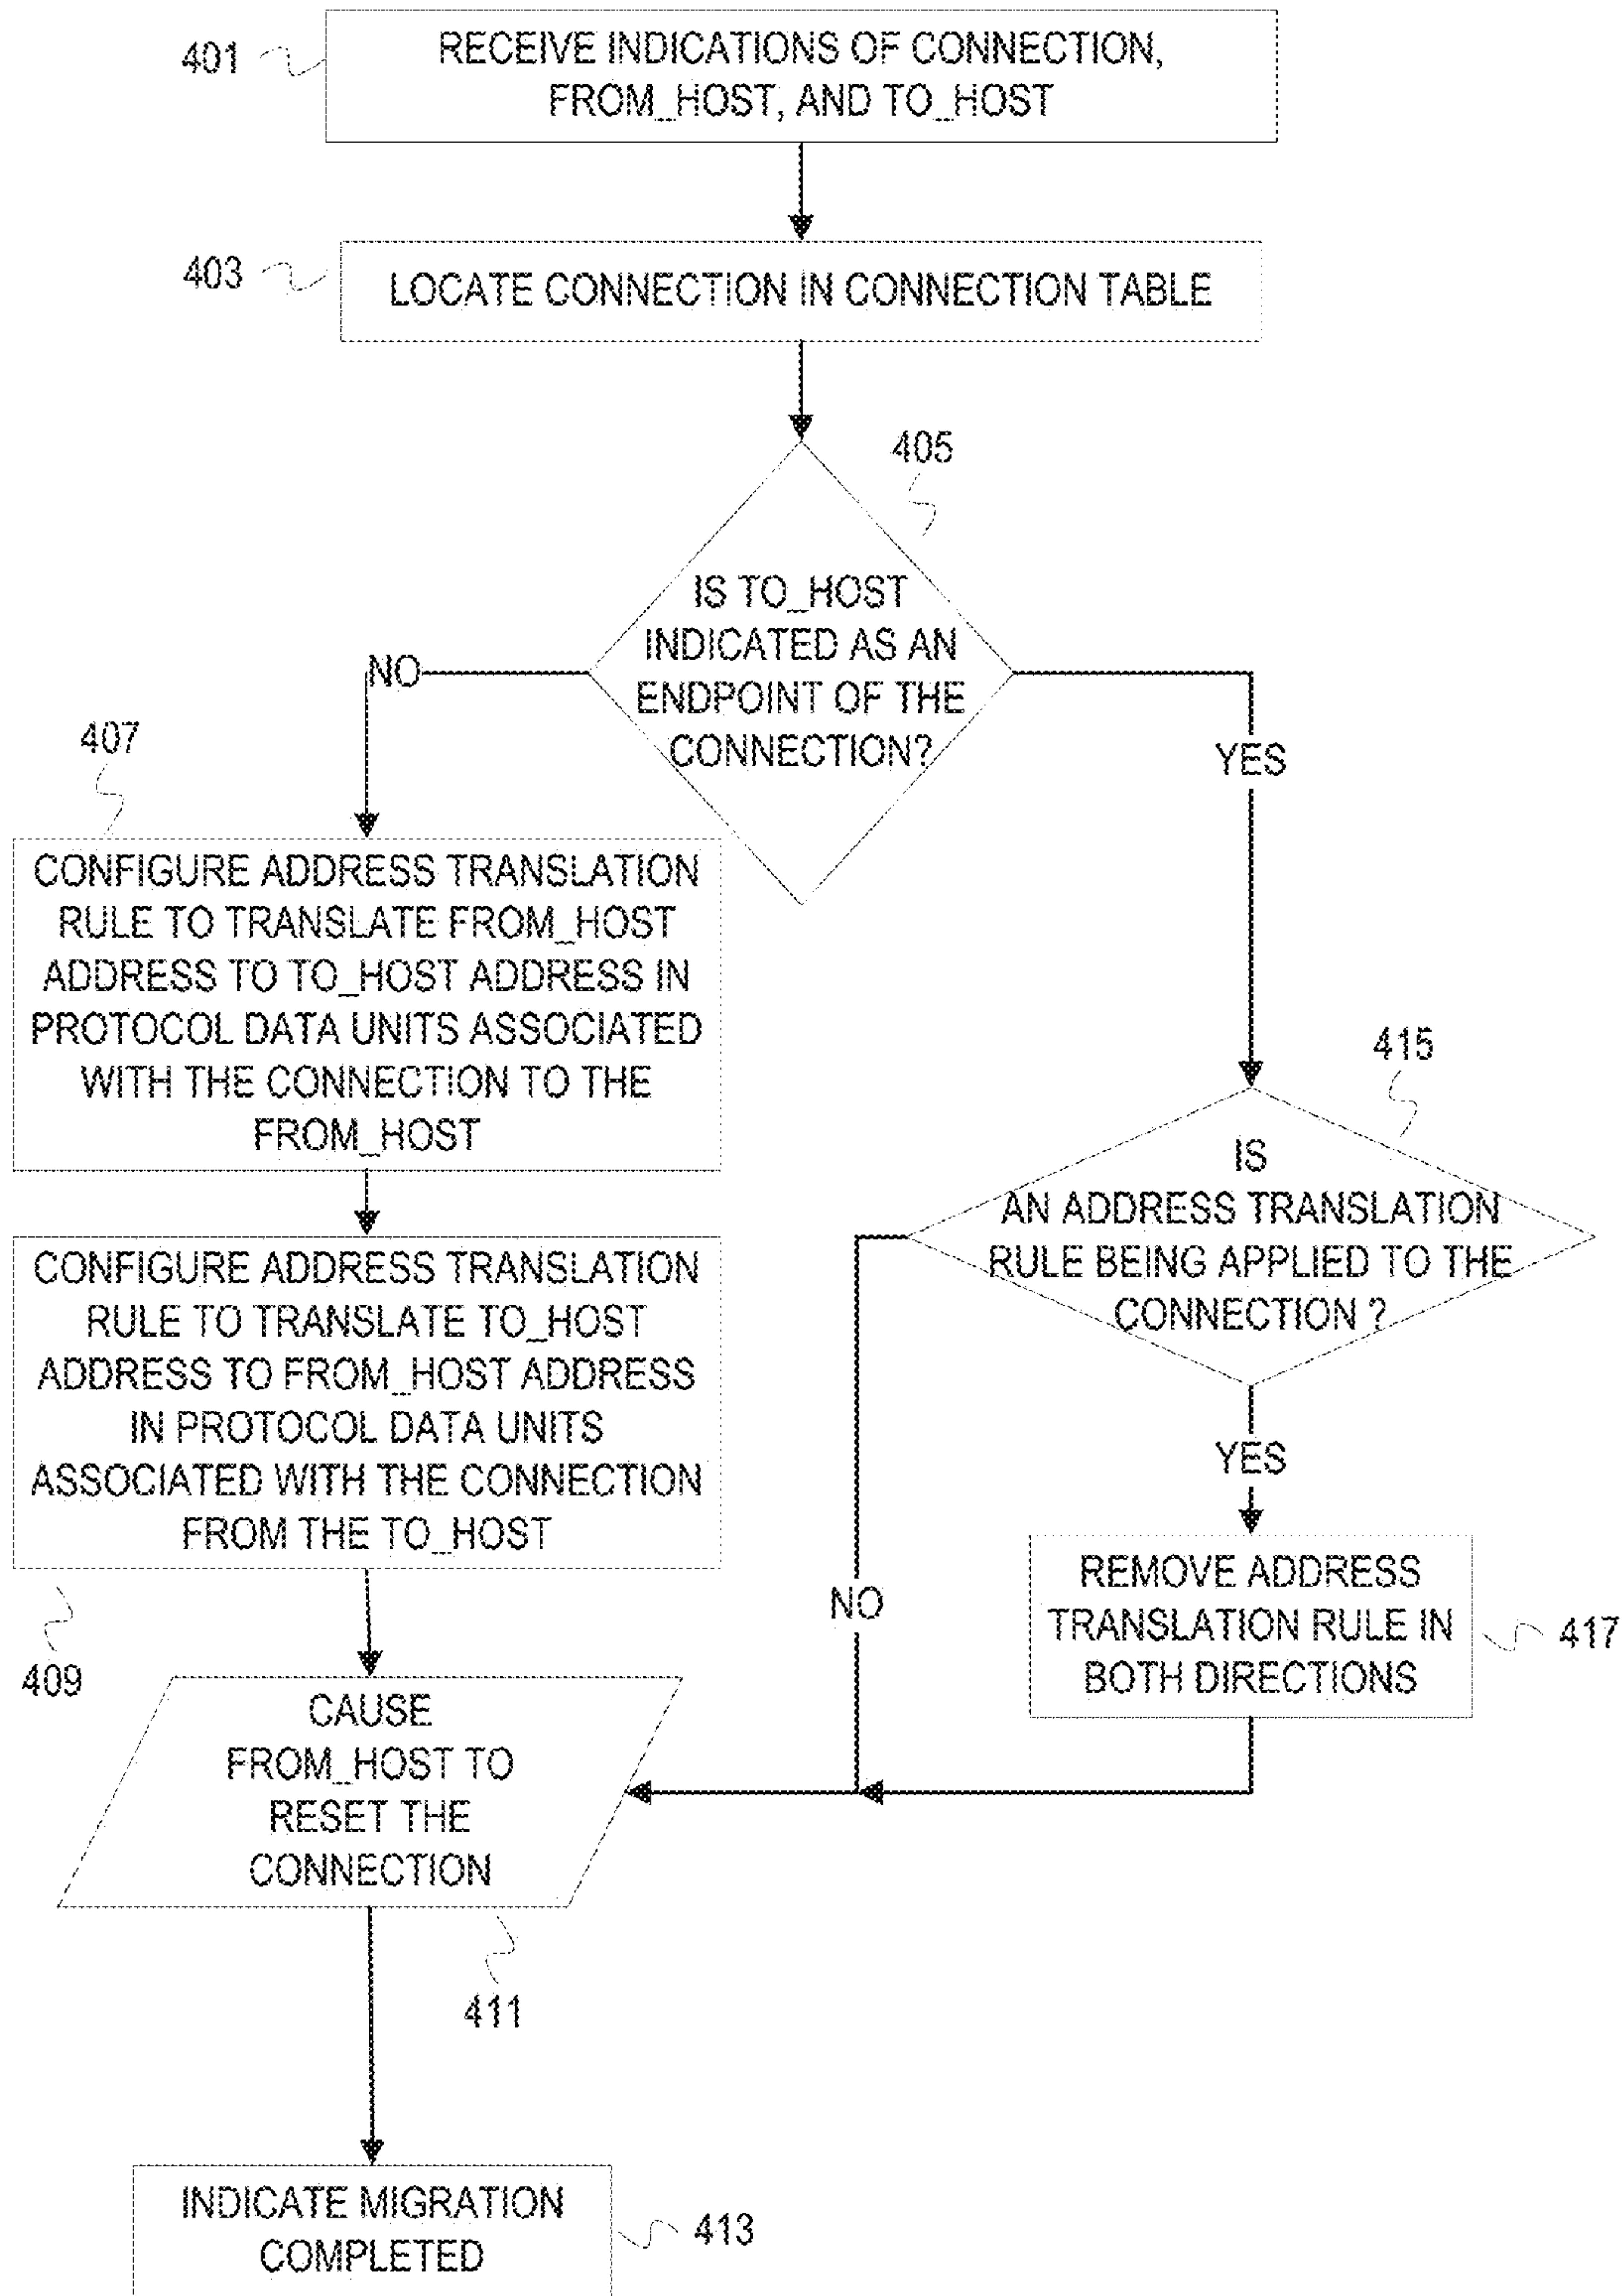 401
RECEIVE INDICATIONS OF CONNECTION,
FROM_HOST, AND TO_HOST
403
LOCATE CONNECTION IN CONNECTION TABLE
405
IS TO_HOST
INDICATED AS AN
ENDPOINT OF THE
CONNECTION?
NO
YES
407
CONFIGURE ADDRESS TRANSLATION
RULE TO TRANSLATE FROM_HOST
ADDRESS TO TO_HOST ADDRESS IN
PROTOCOL DATA UNITS ASSOCIATED
WITH THE CONNECTION TO THE
FROM_HOST
415
IS
AN ADDRESS TRANSLATION
RULE BEING APPLIED TO THE
CONNECTION ?
CONFIGURE ADDRESS TRANSLATION
RULE TO TRANSLATE TO_HOST
ADDRESS TO FROM_HOST ADDRESS
IN PROTOCOL DATA UNITS
ASSOCIATED WITH THE CONNECTION
FROM THE TO_HOST
409
YES
NO
REMOVE ADDRESS
TRANSLATION RULE IN
BOTH DIRECTIONS
417
CAUSE
FROM_HOST TO
RESET THE
CONNECTION
411
INDICATE MIGRATION
COMPLETED
413